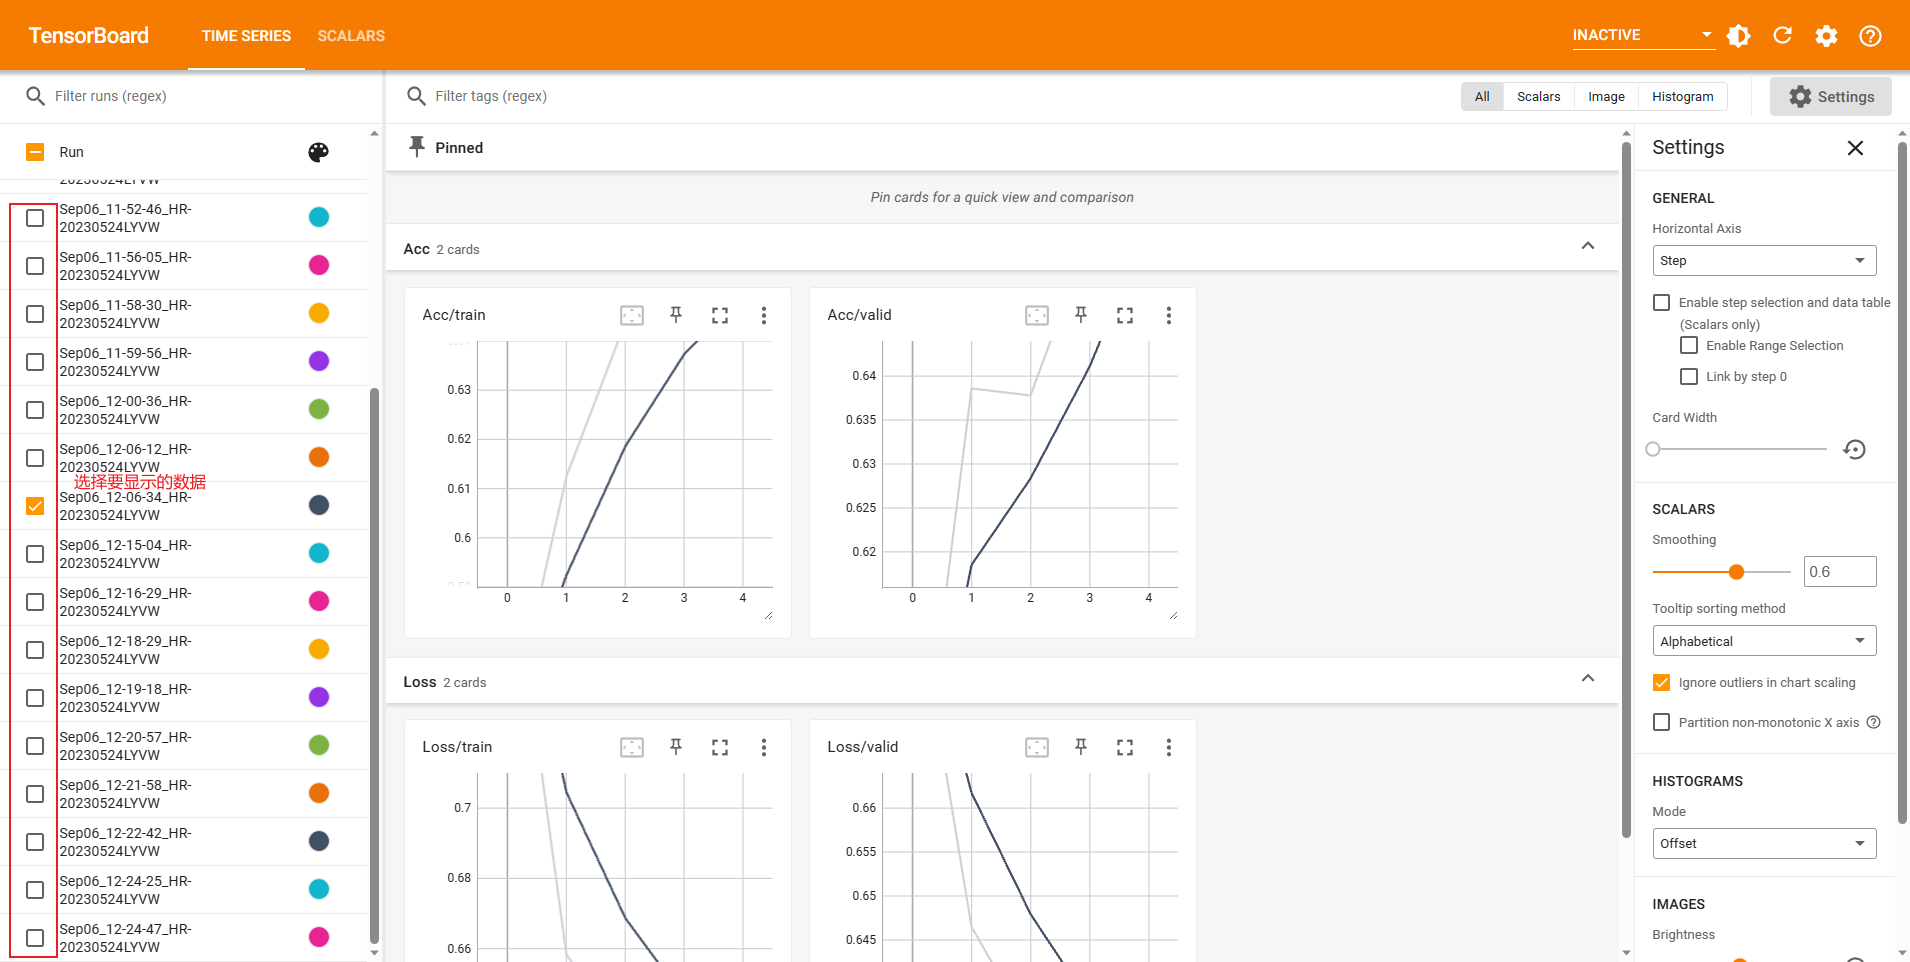 TensorBoard
TIME SERIES
SCALARS
INACTIVE
Filter runs (regex)
Filter tags (regex)
All
Scalars
Image
Histogram
Settings
Run
20230524LYVW
Sep06_11-52-46_HR-
20230524LYVW
Sep06_11-56-05_HR-
20230524LYVW
Sep06_11-58-30_HR-
20230524LYVW
Sep06_11-59-56_HR-
20230524LYVW
Sep06_12-00-36_HR-
20230524LYVW
Sep06_12-06-12_HR-
20230524LYVW
选择要显示的数据
Sep06_12-06-34_HR-
20230524LYVW
Sep06_12-15-04_HR-
20230524LYVW
Sep06_12-16-29_HR-
20230524LYVW
Sep06_12-18-29_HR-
20230524LYVW
Sep06_12-19-18_HR-
20230524LYVW
Sep06_12-20-57_HR-
20230524LYVW
Sep06_12-21-58_HR-
20230524LYVW
Sep06_12-22-42_HR-
20230524LYVW
Sep06_12-24-25_HR-
20230524LYVW
Sep06_12-24-47_HR-
20230524LYVW
Pinned
Pin cards for a quick view and comparison
Acc 2 cards
Acc/train
0.63
0.62
0.61
0.6
0 1 2 3 4
Acc/valid
0.64
0.635
0.63
0.625
0.62
0 1 2 3 4
Loss 2 cards
Loss/train
0.7
0.68
0.66
Loss/valid
0.66
0.655
0.65
0.645
Settings
GENERAL
Horizontal Axis
Step
Enable step selection and data table
(Scalars only)
Enable Range Selection
Link by step 0
Card Width
SCALARS
Smoothing
0.6
Tooltip sorting method
Alphabetical
Ignore outliers in chart scaling
Partition non-monotonic X axis
HISTOGRAMS
Mode
Offset
IMAGES
Brightness